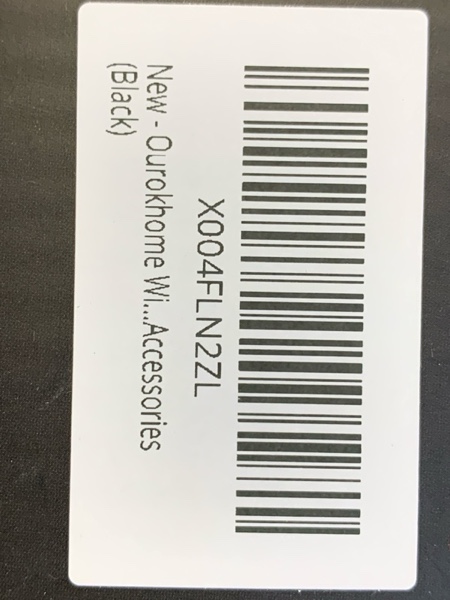 X004FLN2ZL
New - Ourokhome Wi...Accessories
(Black)